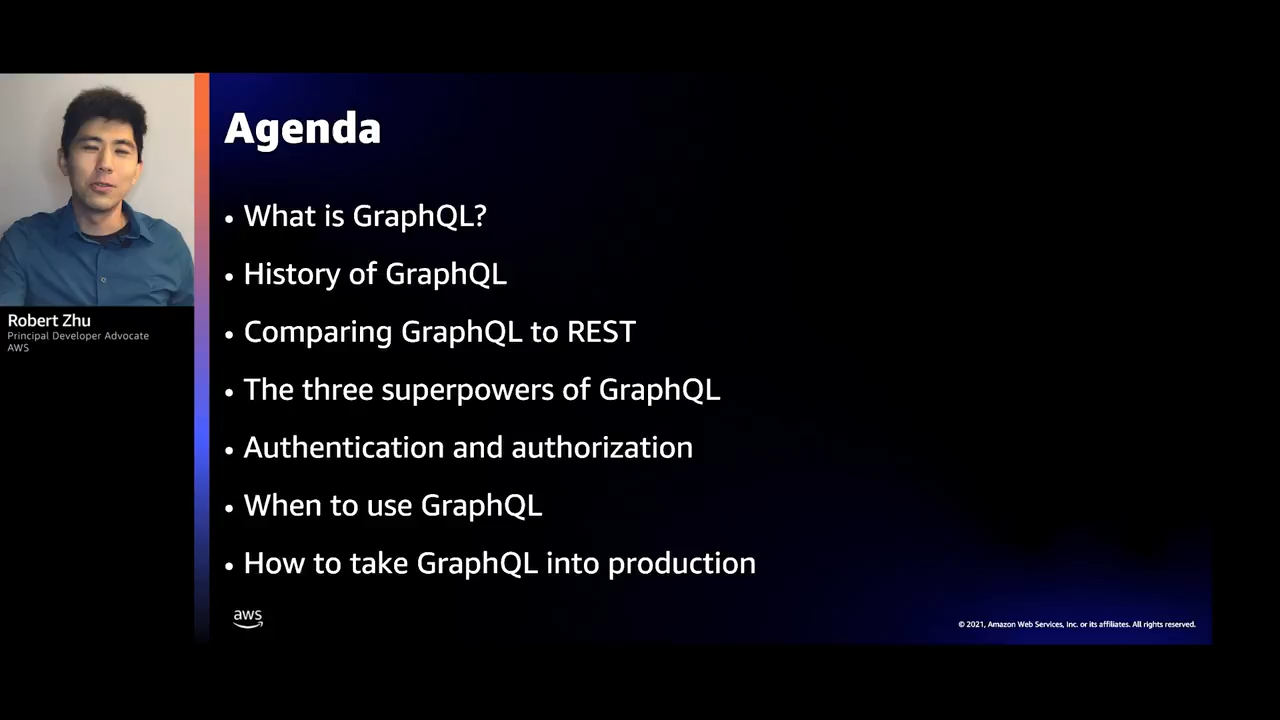 Agenda
• What is GraphQL?
• History of GraphQL
• Comparing GraphQL to REST
• The three superpowers of GraphQL
• Authentication and authorization
• When to use GraphQL
• How to take GraphQL into production
Robert Zhu
Principal Developer Advocate
AWS
aws
© 2021, Amazon Web Services, Inc. or its affiliates. All rights reserved.